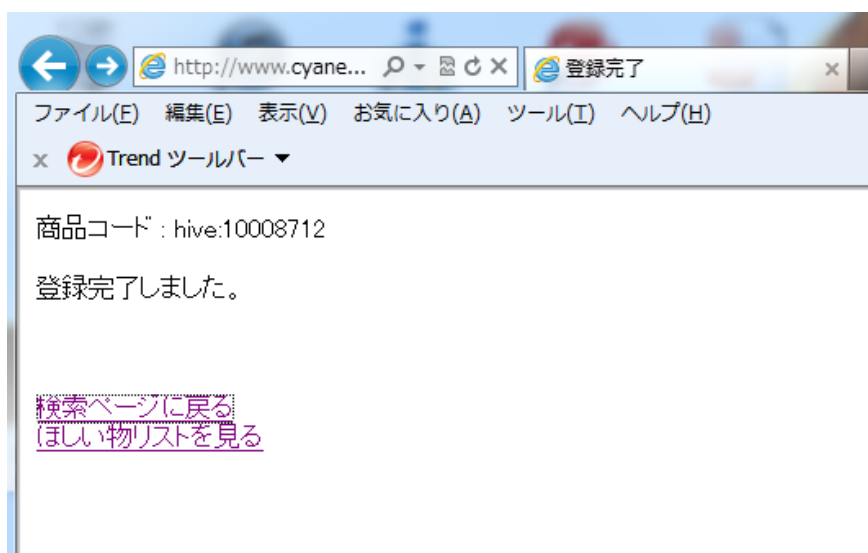 http://www.cyane...
登録完了
ファイル(F) 編集(E) 表示(V) お気に入り(A) ツール(T) ヘルプ(H)
x Trend ツールバー ▼
商品コード : hive:10008712
登録完了しました。
検索ページに戻る
ほしい物リストを見る